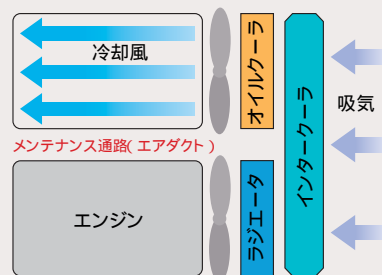 冷却風
オイルクーラ
インタークーラ
吸気
メンテナンス通路(エアダクト)
エンジン
ラジエータ